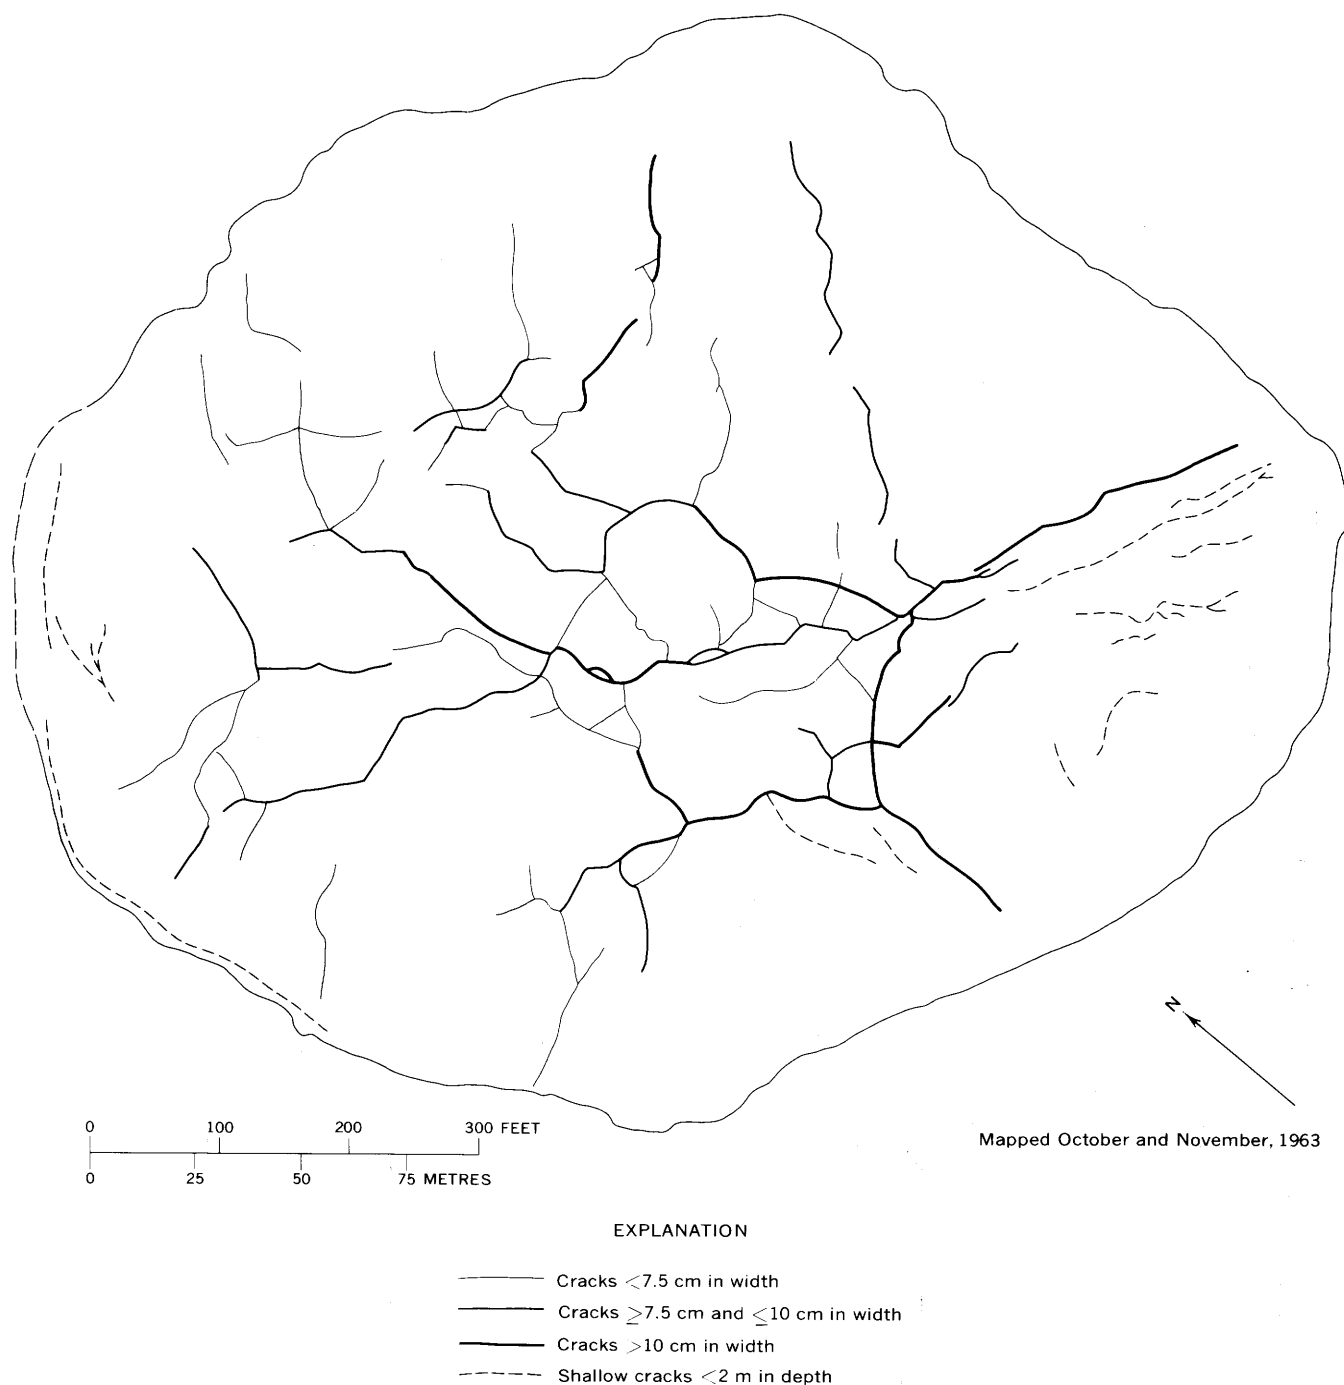 N
0 100 200 300 FEET
0 25 50 75 METRES
Mapped October and November, 1963
EXPLANATION
Cracks <7.5 cm in width
Cracks ≥7.5 cm and ≤10 cm in width
Cracks >10 cm in width
Shallow cracks <2 m in depth